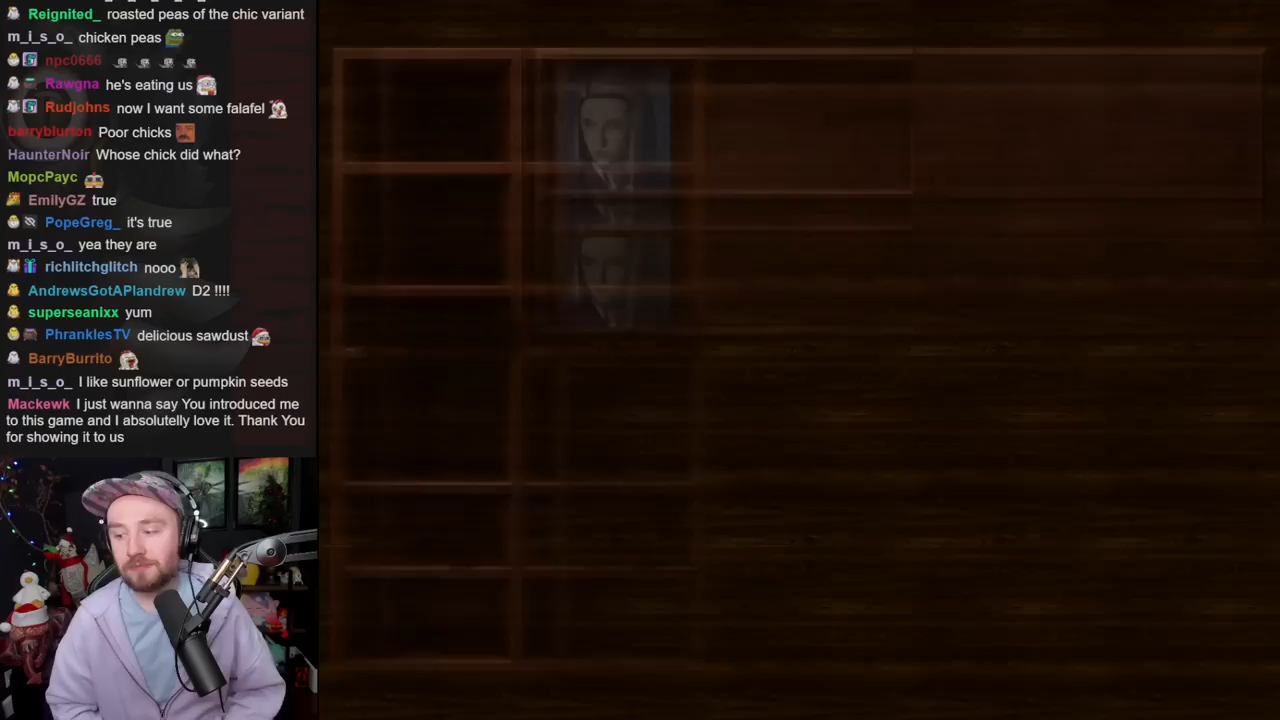 Reignited_ roasted peas of the chic variant
m_i_s_o_ chicken peas
npc0666
Rawgna he's eating us
Rudjohns now I want some falafel
barryblurton Poor chicks
HaunterNoir Whose chick did what?
MopcPayc
EmilyGZ true
PopeGreg_ it's true
m_i_s_o_ yea they are
richlitchglitch nooo
AndrewsGotAPlandrew D2 !!!!
superseanixx yum
PhranklesTV delicious sawdust
BarryBurrito
m_i_s_o_ I like sunflower or pumpkin seeds
Mackewk I just wanna say You introduced me
to this game and I absolutelly love it. Thank You
for showing it to us